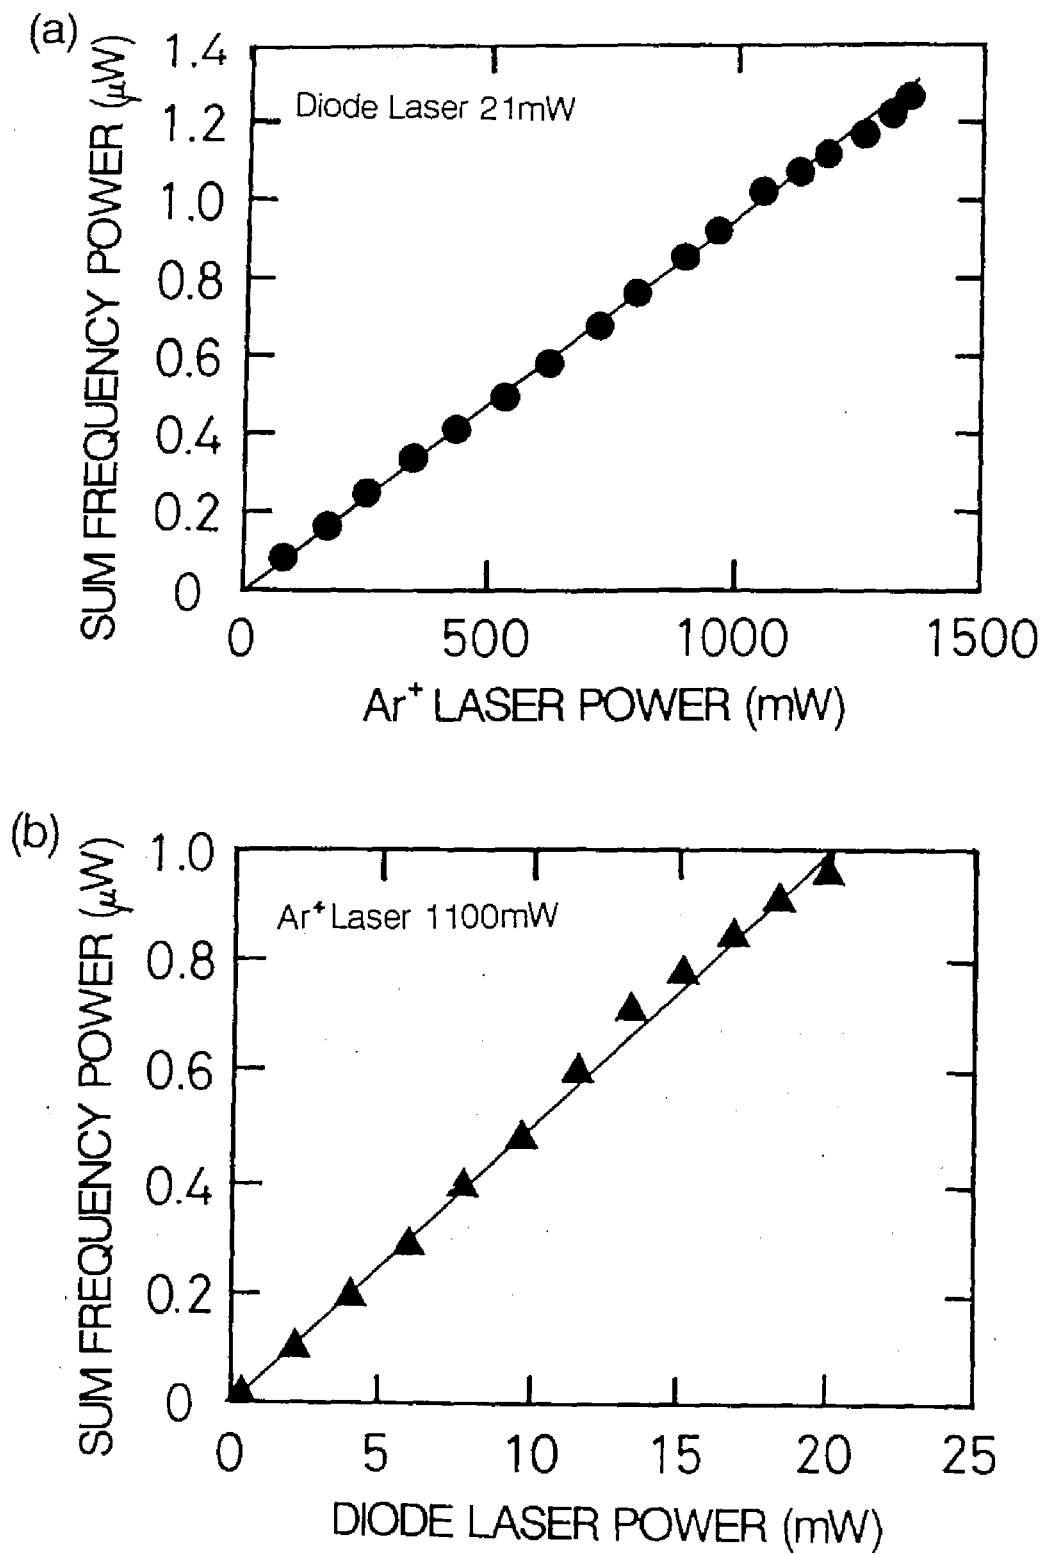 (a)
SUM FREQUENCY POWER (μW)
1.4
1.2
1.0
0.8
0.6
0.4
0.2
0
Diode Laser 21mW
0 500 1000 1500
Ar⁺ LASER POWER (mW)
(b)
SUM FREQUENCY POWER (μW)
1.0
0.8
0.6
0.4
0.2
0
Ar⁺ Laser 1100mW
0 5 10 15 20 25
DIODE LASER POWER (mW)